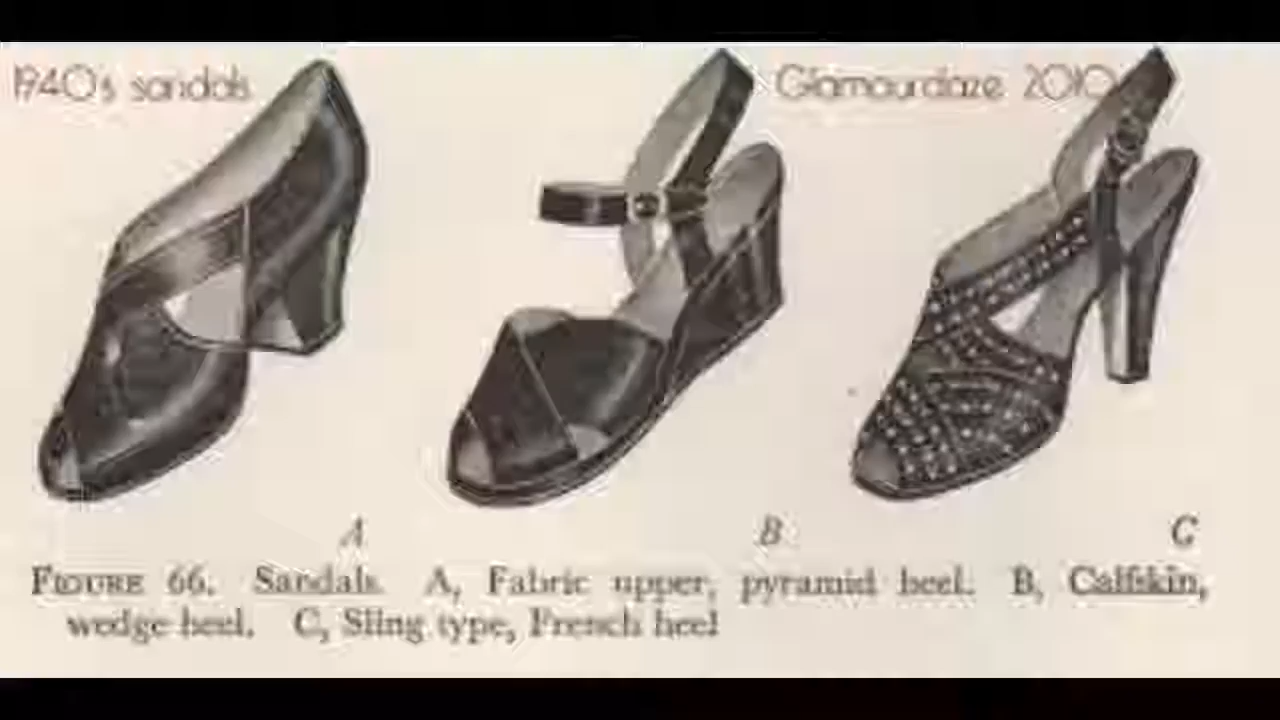 1940's sandals
Glamourdaze 2010
A
B
C
FIGURE 66. Sandals. A, Fabric upper, pyramid heel. B, Calfskin,
wedge heel. C, Sling type, French heel